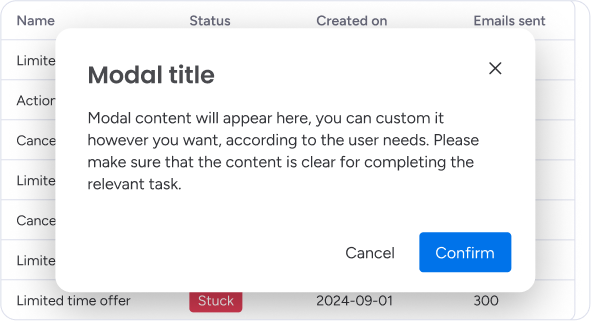 Name Status Created on Emails sent
Limite
Modal title
Action
Modal content will appear here, you can custom it
Cance
however you want, according to the user needs. Please
make sure that the content is clear for completing the
Limite
relevant task.
Cance
Cancel Confirm
Limite
Limited time offer Stuck 2024-09-01 300